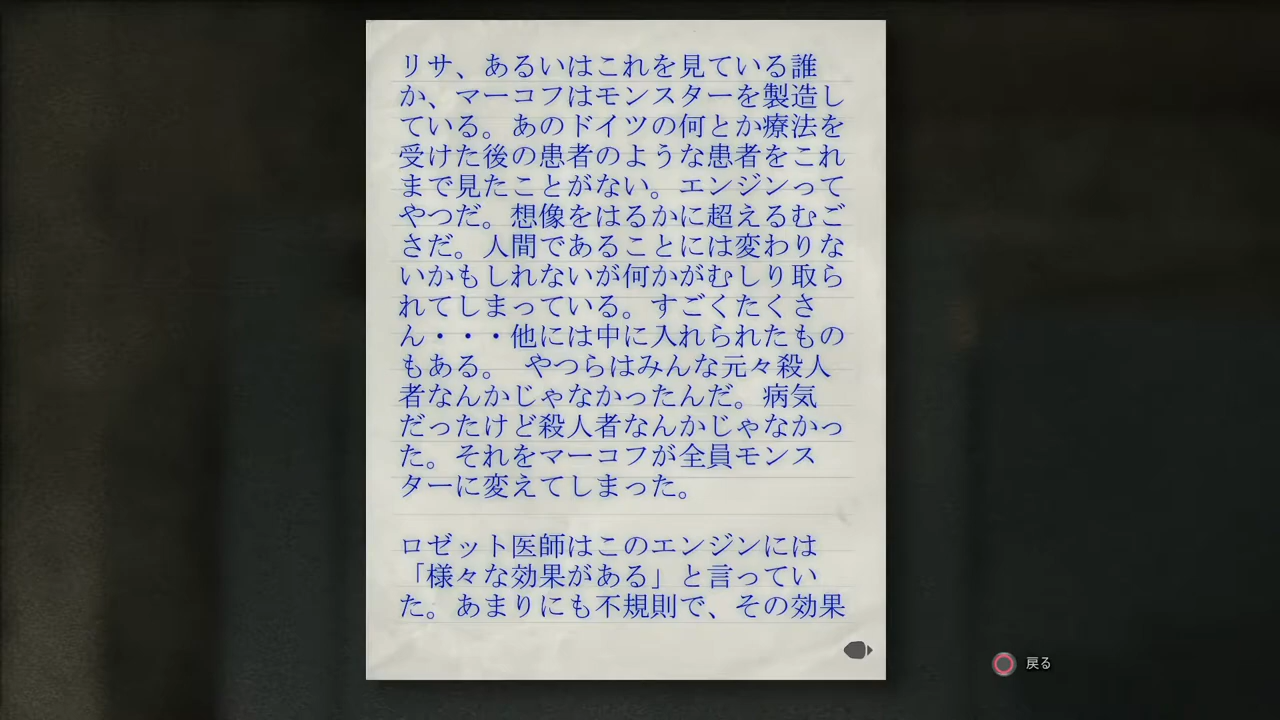 リサ、あるいはこれを見ている誰
か、マーコフはモンスターを製造し
ている。あのドイツの何とか療法を
受けた後の患者のような患者をこれ
まで見たことがない。エンジンって
やつだ。想像をはるかに超えるむご
さだ。人間であることには変わりな
いかもしれないが何かがむしり取ら
れてしまっている。すごくたくさ
ん・・・他には中に入れられたもの
もある。　やつらはみんな元々殺人
者なんかじゃなかったんだ。病気
だったけど殺人者なんかじゃなかっ
た。それをマーコフが全員モンス
ターに変えてしまった。
ロゼット医師はこのエンジンには
「様々な効果がある」と言ってい
た。あまりにも不規則で、その効果
戻る